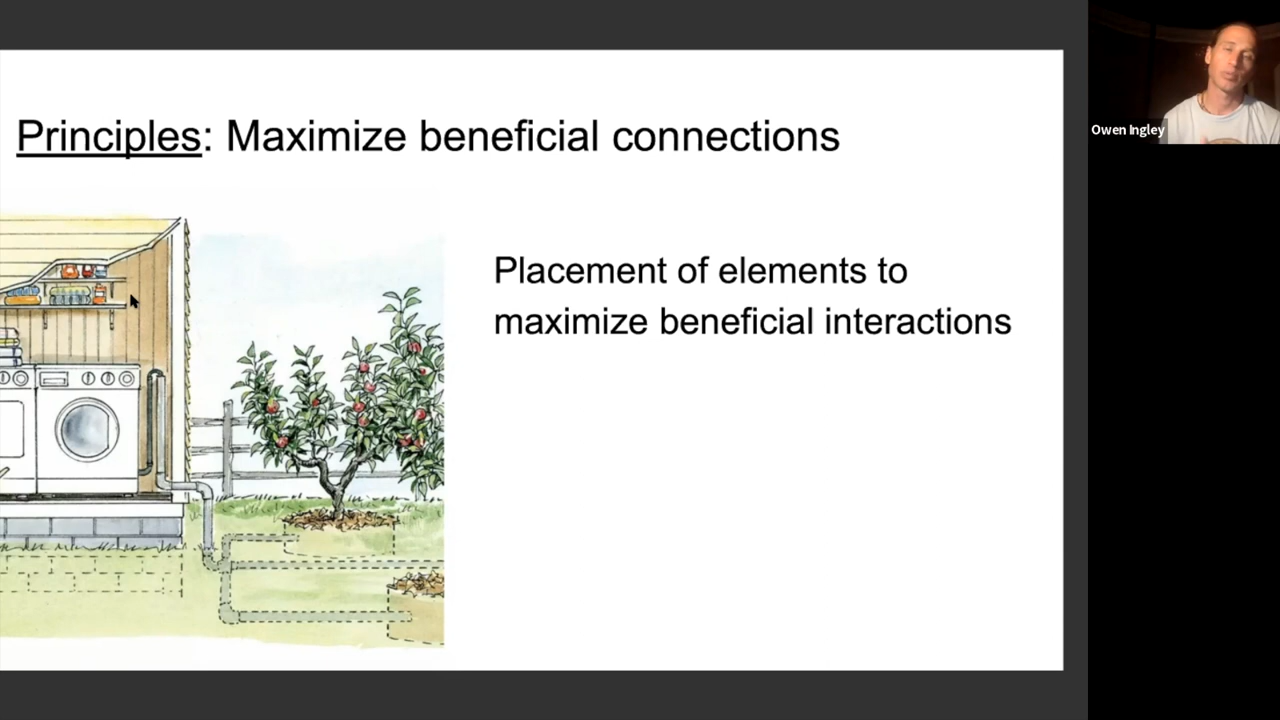 Principles: Maximize beneficial connections
Placement of elements to
maximize beneficial interactions
Owen Ingley